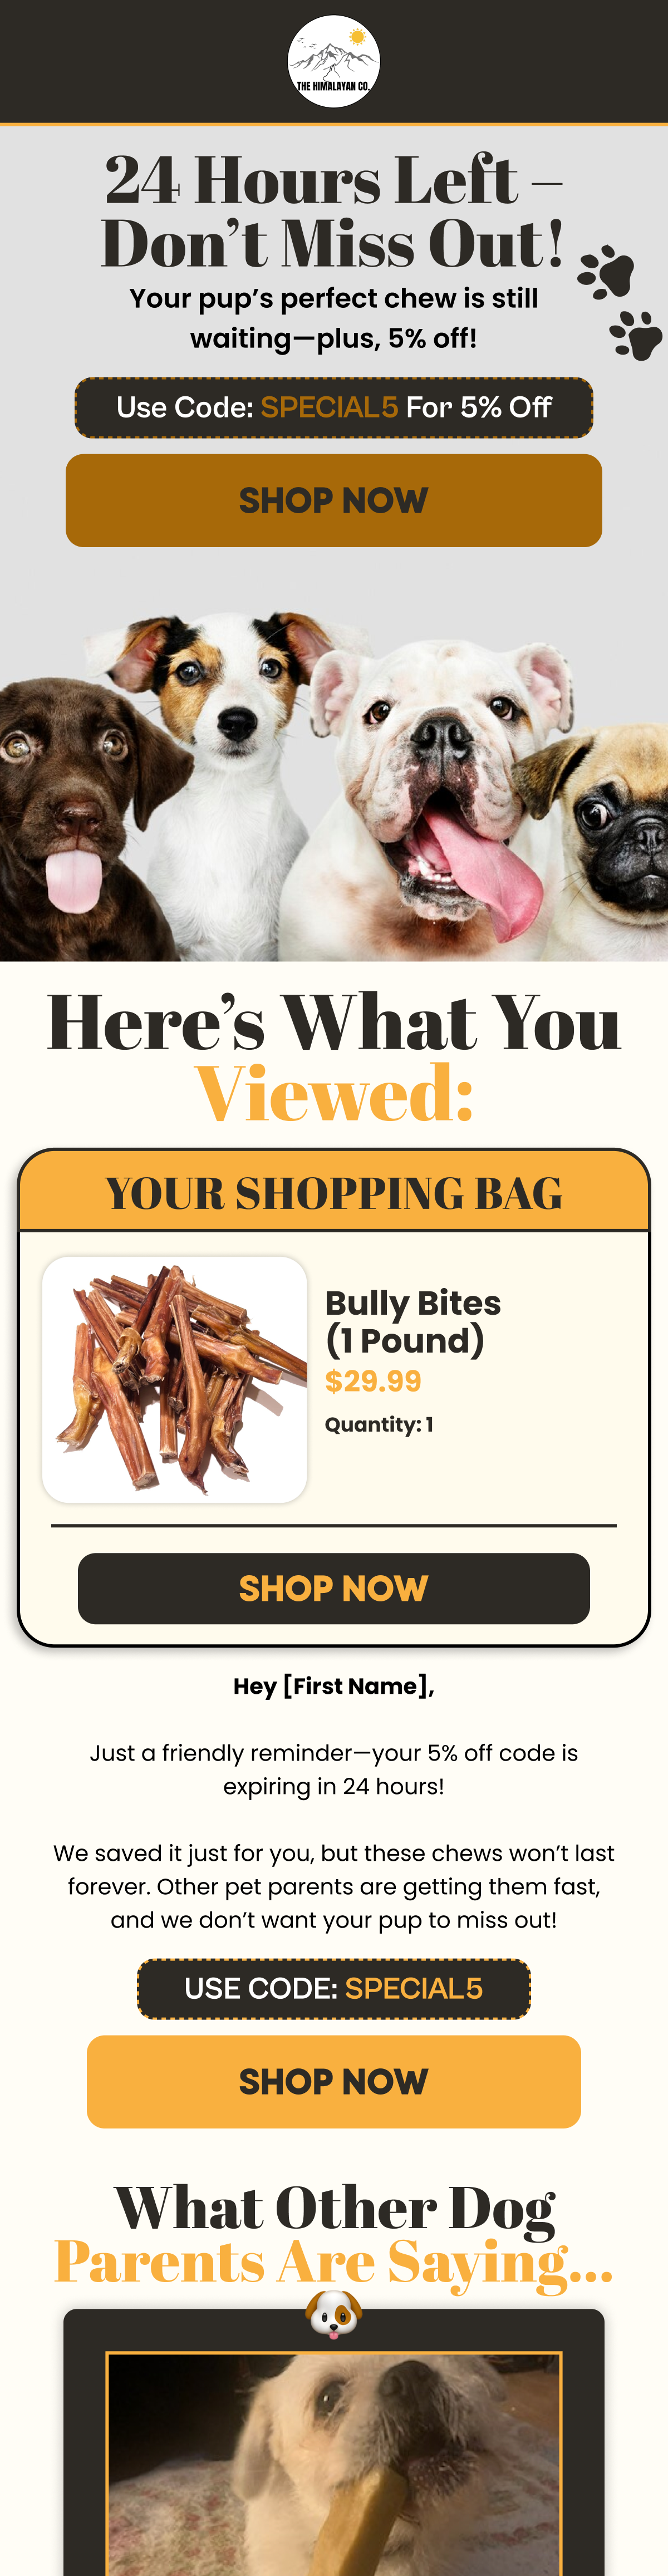 THE HIMALAYAN CO.
24 Hours Left –
Don’t Miss Out!
Your pup’s perfect chew is still
waiting—plus, 5% off!
Use Code: SPECIAL5 For 5% Off
SHOP NOW
Here’s What You
Viewed:
YOUR SHOPPING BAG
Bully Bites
(1 Pound)
$29.99
Quantity: 1
SHOP NOW
Hey [First Name],
Just a friendly reminder—your 5% off code is
expiring in 24 hours!
We saved it just for you, but these chews won’t last
forever. Other pet parents are getting them fast,
and we don’t want your pup to miss out!
USE CODE: SPECIAL5
SHOP NOW
What Other Dog
Parents Are Saying...